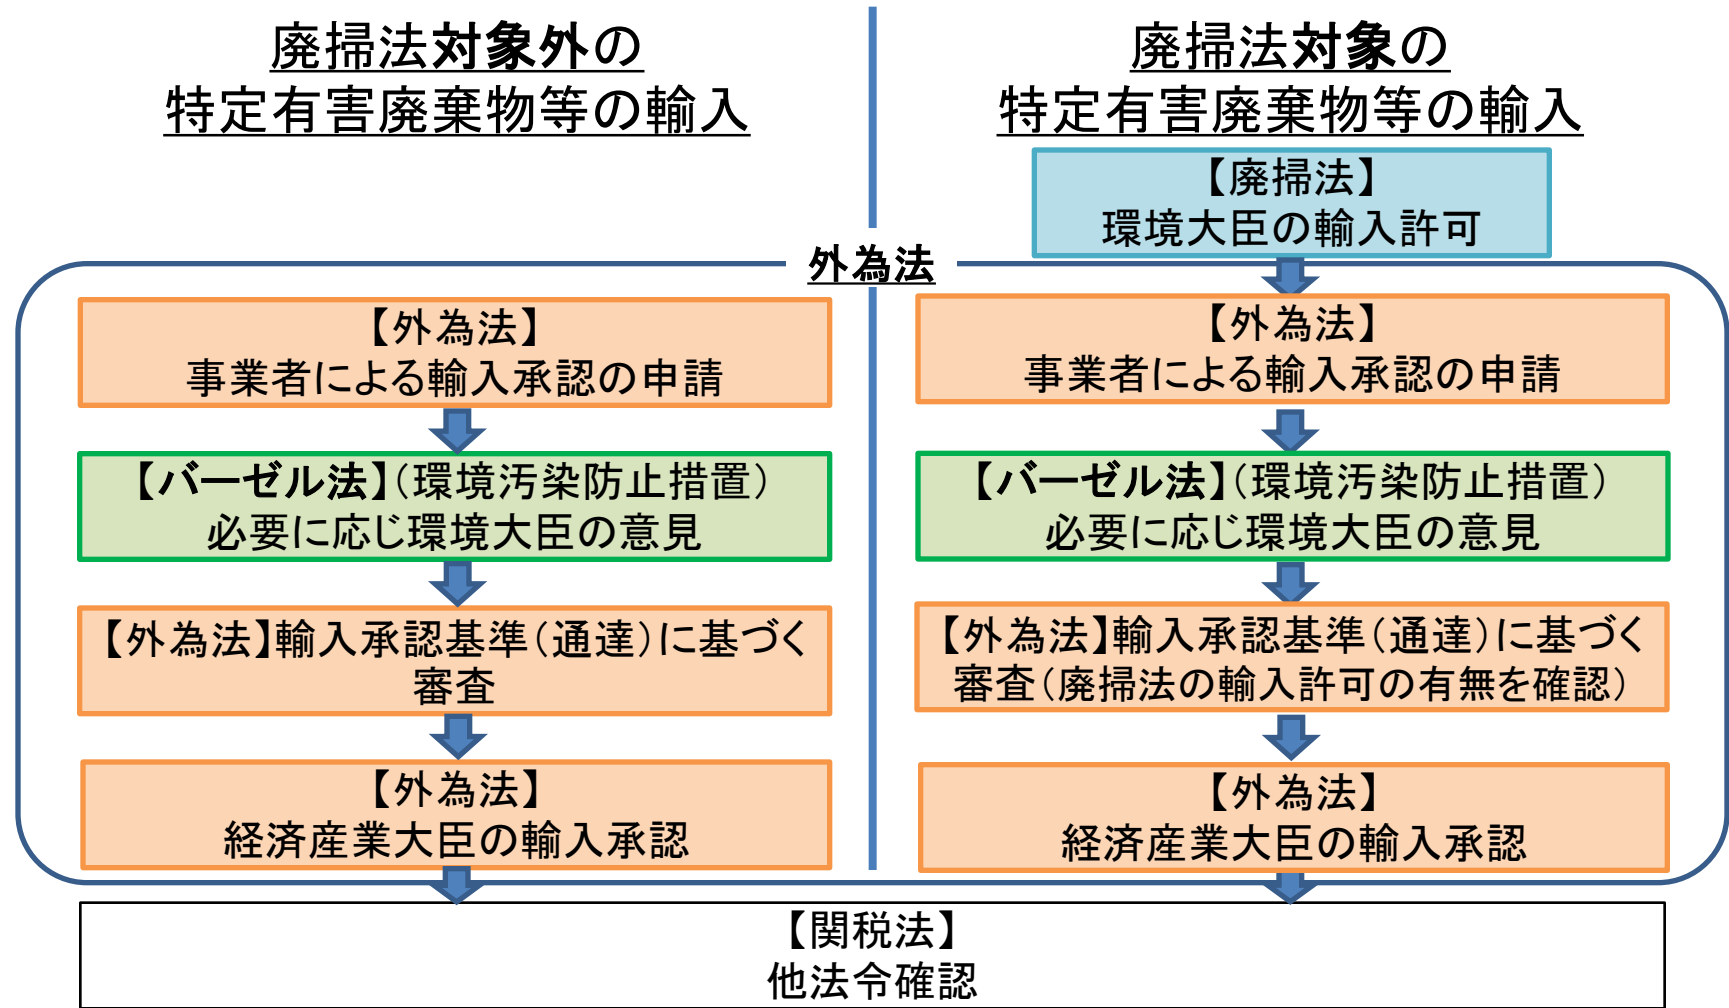 廃掃法対象外の
特定有害廃棄物等の輸入
廃掃法対象の
特定有害廃棄物等の輸入
【廃掃法】
環境大臣の輸入許可
外為法
【外為法】
事業者による輸入承認の申請
【バーゼル法】(環境汚染防止措置)
必要に応じ環境大臣の意見
【外為法】輸入承認基準(通達)に基づく
審査
【外為法】
経済産業大臣の輸入承認
【外為法】
事業者による輸入承認の申請
【バーゼル法】(環境汚染防止措置)
必要に応じ環境大臣の意見
【外為法】輸入承認基準(通達)に基づく
審査(廃掃法の輸入許可の有無を確認)
【外為法】
経済産業大臣の輸入承認
【関税法】
他法令確認